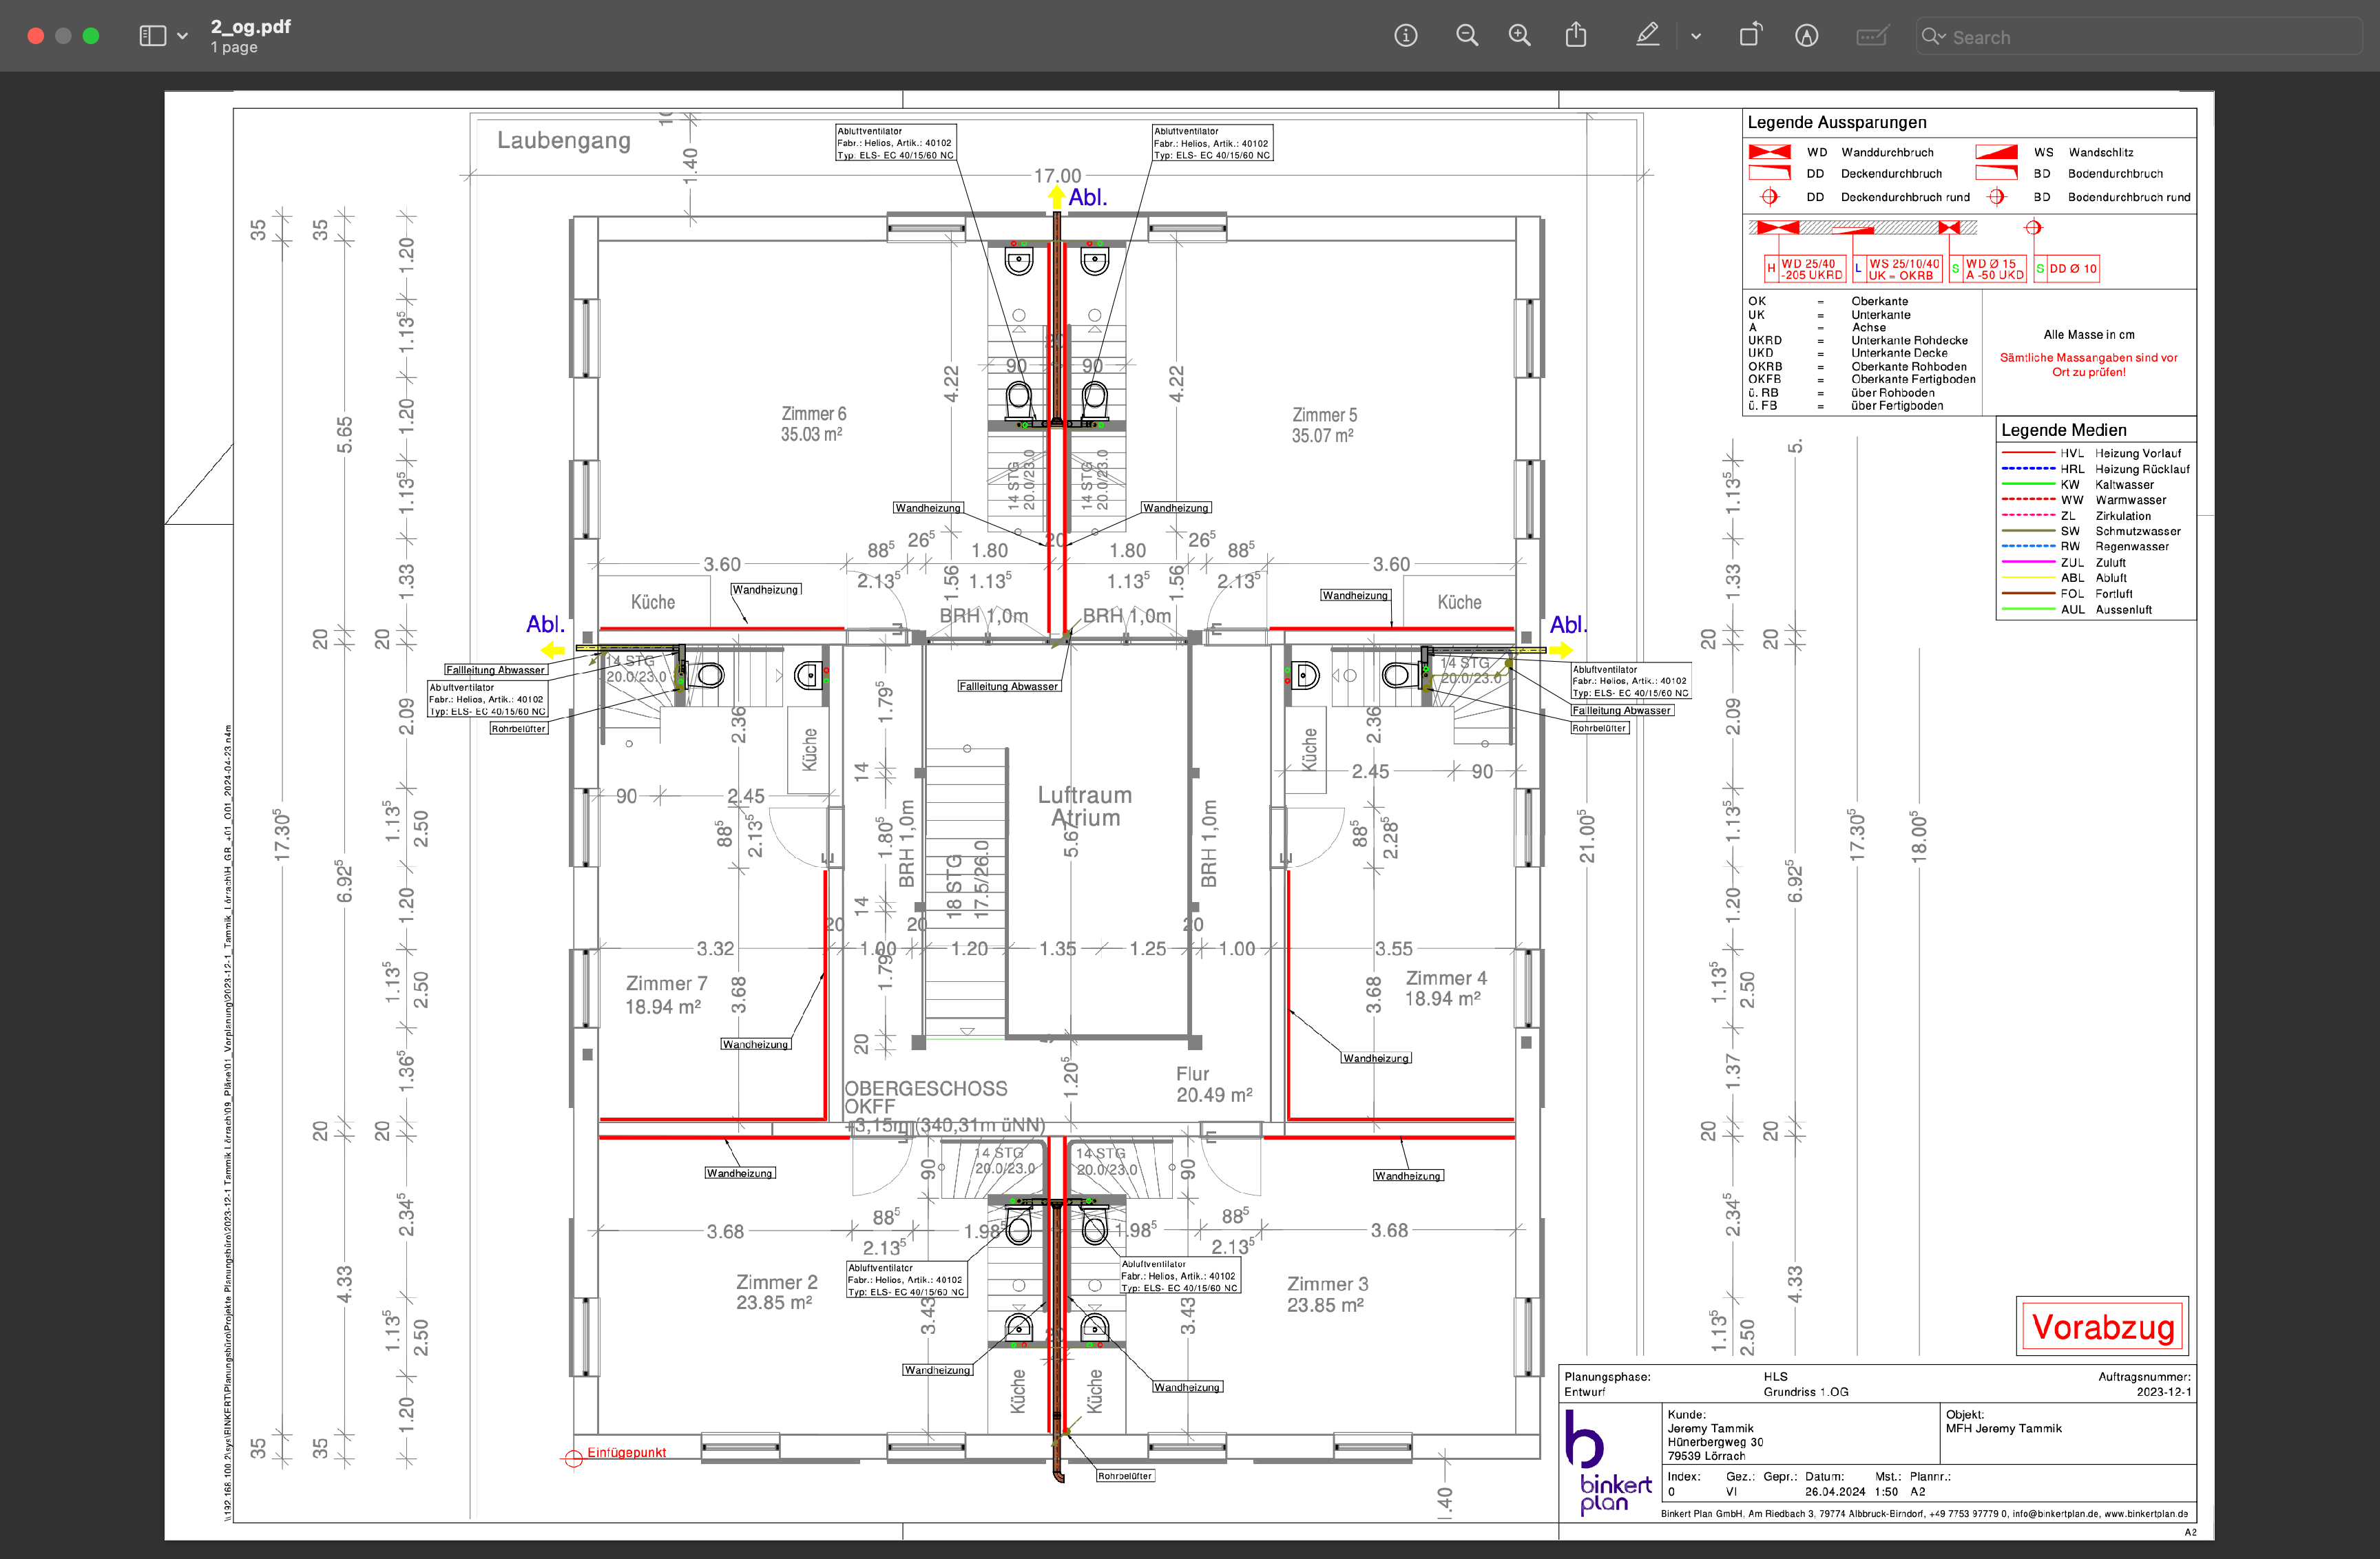 2_og.pdf
1 page
Search
Laubengang
1.40
17.00
Abluftventilator
Fabr.: Helios, Artik.: 40102
Typ: ELS- EC 40/15/60 NC
Abluftventilator
Fabr.: Helios, Artik.: 40102
Typ: ELS- EC 40/15/60 NC
Abl.
Legende Aussparungen
WD Wanddurchbruch
WS Wandschlitz
DD Deckendurchbruch
BD Bodendurchbruch
DD Deckendurchbruch rund
BD Bodendurchbruch rund
H WD 25/40
-205 UKRD
L WS 25/10/40
UK = OKRB
S WD Ø 15
A -50 UKD
S DD Ø 10
OK = Oberkante
UK = Unterkante
A = Achse
UKRD = Unterkante Rohdecke
UKD = Unterkante Decke
OKRB = Oberkante Rohboden
OKFB = Oberkante Fertigboden
ü. RB = über Rohboden
ü. FB = über Fertigboden
Alle Masse in cm
Sämtliche Massangaben sind vor
Ort zu prüfen!
Legende Medien
HVL Heizung Vorlauf
HRL Heizung Rücklauf
KW Kaltwasser
WW Warmwasser
ZL Zirkulation
SW Schmutzwasser
RW Regenwasser
ZUL Zuluft
ABL Abluft
FOL Fortluft
AUL Aussenluft
35
17.30⁵
35
35
5.65
20
6.92⁵
20
4.33
35
1.20
1.13⁵
1.20
1.13⁵
1.33
20
2.09
1.13⁵
2.50
1.20
1.13⁵
2.50
1.36⁵
20
2.34⁵
1.13⁵
2.50
1.20
Zimmer 6
35.03 m²
4.22
90
90
4.22
Zimmer 5
35.07 m²
14 STG
20.0/23.0
14 STG
20.0/23.0
Wandheizung
Wandheizung
3.60
88⁵
2.13⁵
26⁵
1.56
1.80
1.13⁵
20
1.80
1.13⁵
26⁵
1.56
88⁵
2.13⁵
3.60
Küche
Wandheizung
BRH 1,0m
BRH 1,0m
Wandheizung
Küche
Abl.
Abl.
Fallleitung Abwasser
Abluftventilator
Fabr.: Helios, Artik.: 40102
Typ: ELS- EC 40/15/60 NC
Rohrbelüfter
14 STG
20.0/23.0
Fallleitung Abwasser
14 STG
20.0/23.0
Abluftventilator
Fabr.: Helios, Artik.: 40102
Typ: ELS- EC 40/15/60 NC
Fallleitung Abwasser
Rohrbelüfter
2.36
Küche
1.79⁵
Küche
2.36
90
2.45
88⁵
2.13⁵
14
1.80⁵
BRH 1,0m
18 STG
17.5/26.0
Luftraum
Atrium
5.67
BRH 1,0m
2.45
90
88⁵
2.28⁵
14
3.32
20
1.00
20
1.20
1.35
1.25
20
1.00
3.55
1.79⁵
Zimmer 7
18.94 m²
3.68
Wandheizung
20
Zimmer 4
18.94 m²
3.68
Wandheizung
OBERGESCHOSS
OKFF
+3,15m (340,31m üNN)
1.20⁵
Flur
20.49 m²
Wandheizung
Wandheizung
14 STG
20.0/23.0
14 STG
20.0/23.0
90
90
3.68
88⁵
2.13⁵
1.98⁵
1.98⁵
88⁵
2.13⁵
3.68
Abluftventilator
Fabr.: Helios, Artik.: 40102
Typ: ELS- EC 40/15/60 NC
Abluftventilator
Fabr.: Helios, Artik.: 40102
Typ: ELS- EC 40/15/60 NC
Zimmer 2
23.85 m²
3.43
3.43
Zimmer 3
23.85 m²
Wandheizung
Wandheizung
Küche
Küche
Einfügepunkt
Rohrbelüfter
1.13⁵
1.33
20
2.09
1.13⁵
1.20
1.13⁵
2.50
1.37
20
2.34⁵
1.13⁵
2.50
5.
20
6.92⁵
20
4.33
21.00⁵
17.30⁵
18.00⁵
Vorabzug
Planungsphase:
Entwurf
HLS
Grundriss 1.OG
Auftragsnummer:
2023-12-1
binkert
plan
Kunde:
Jeremy Tammik
Hünerbergweg 30
79539 Lörrach
Objekt:
MFH Jeremy Tammik
Index: Gez.: Gepr.: Datum: Mst.: Plannr.:
0 VI 26.04.2024 1:50 A2
Binkert Plan GmbH, Am Riedbach 3, 79774 Albbruck-Birndorf, +49 7753 97779 0, info@binkertplan.de, www.binkertplan.de
A2